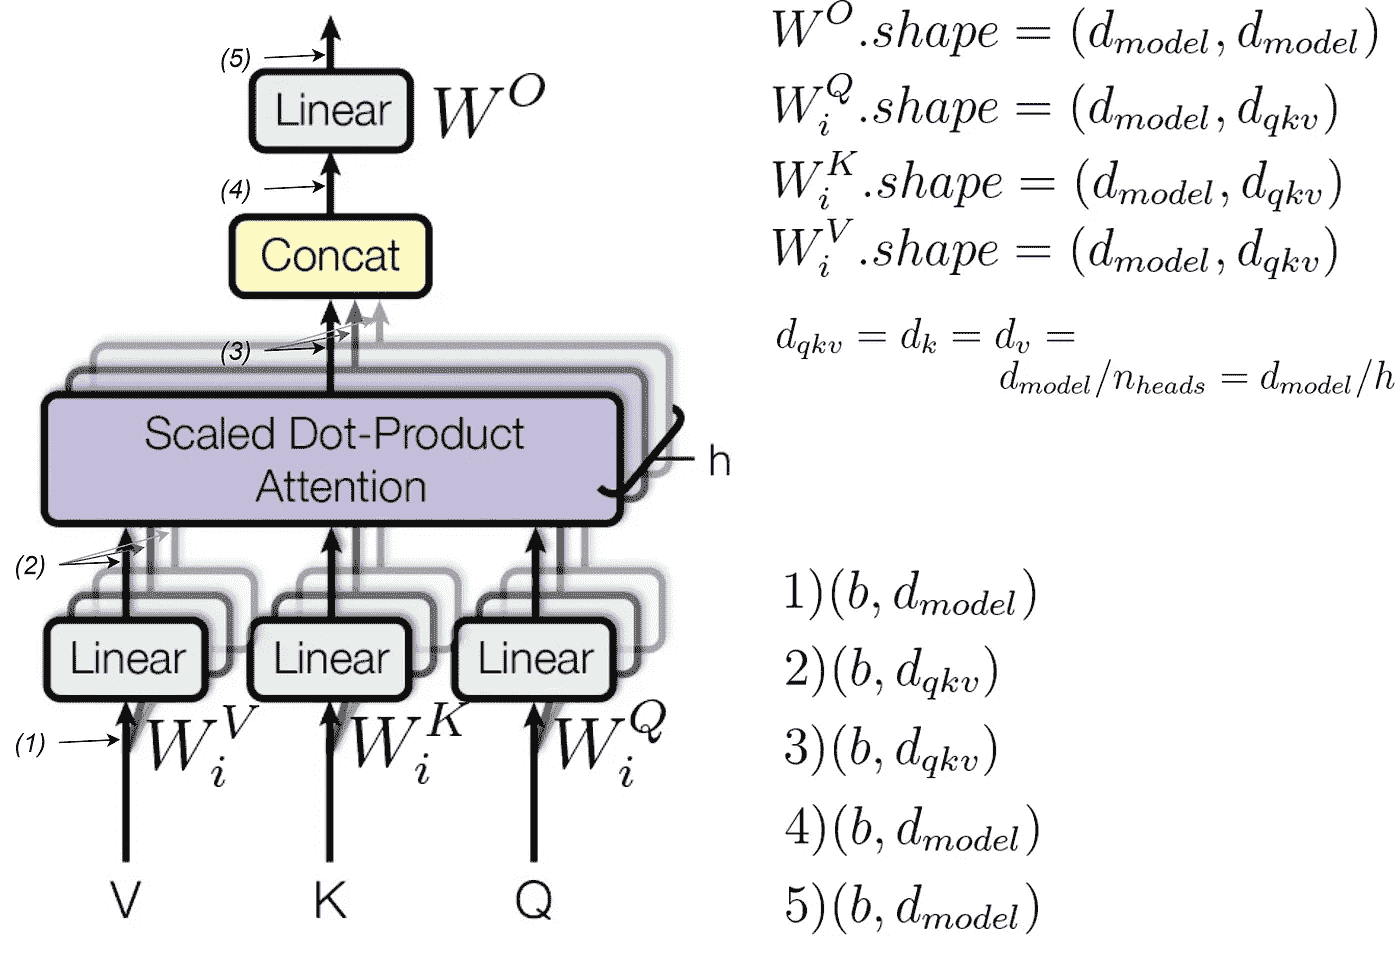 (5)
Linear
W^O
(4)
Concat
(3)
Scaled Dot-Product
Attention
h
(2)
Linear
Linear
Linear
(1)
W_i^V
W_i^K
W_i^Q
V
K
Q
W^O.shape = (d_{model}, d_{model})
W_i^Q.shape = (d_{model}, d_{qkv})
W_i^K.shape = (d_{model}, d_{qkv})
W_i^V.shape = (d_{model}, d_{qkv})
d_{qkv} = d_k = d_v =
d_{model}/n_{heads} = d_{model}/h
1)(b, d_{model})
2)(b, d_{qkv})
3)(b, d_{qkv})
4)(b, d_{model})
5)(b, d_{model})